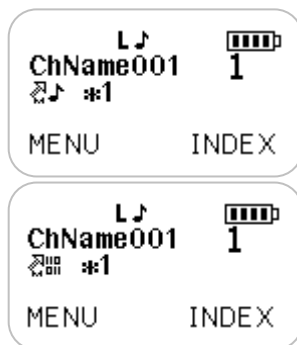 L♪
ChName001 1
♪ *1
MENU INDEX
L♪
ChName001 1
*1
MENU INDEX